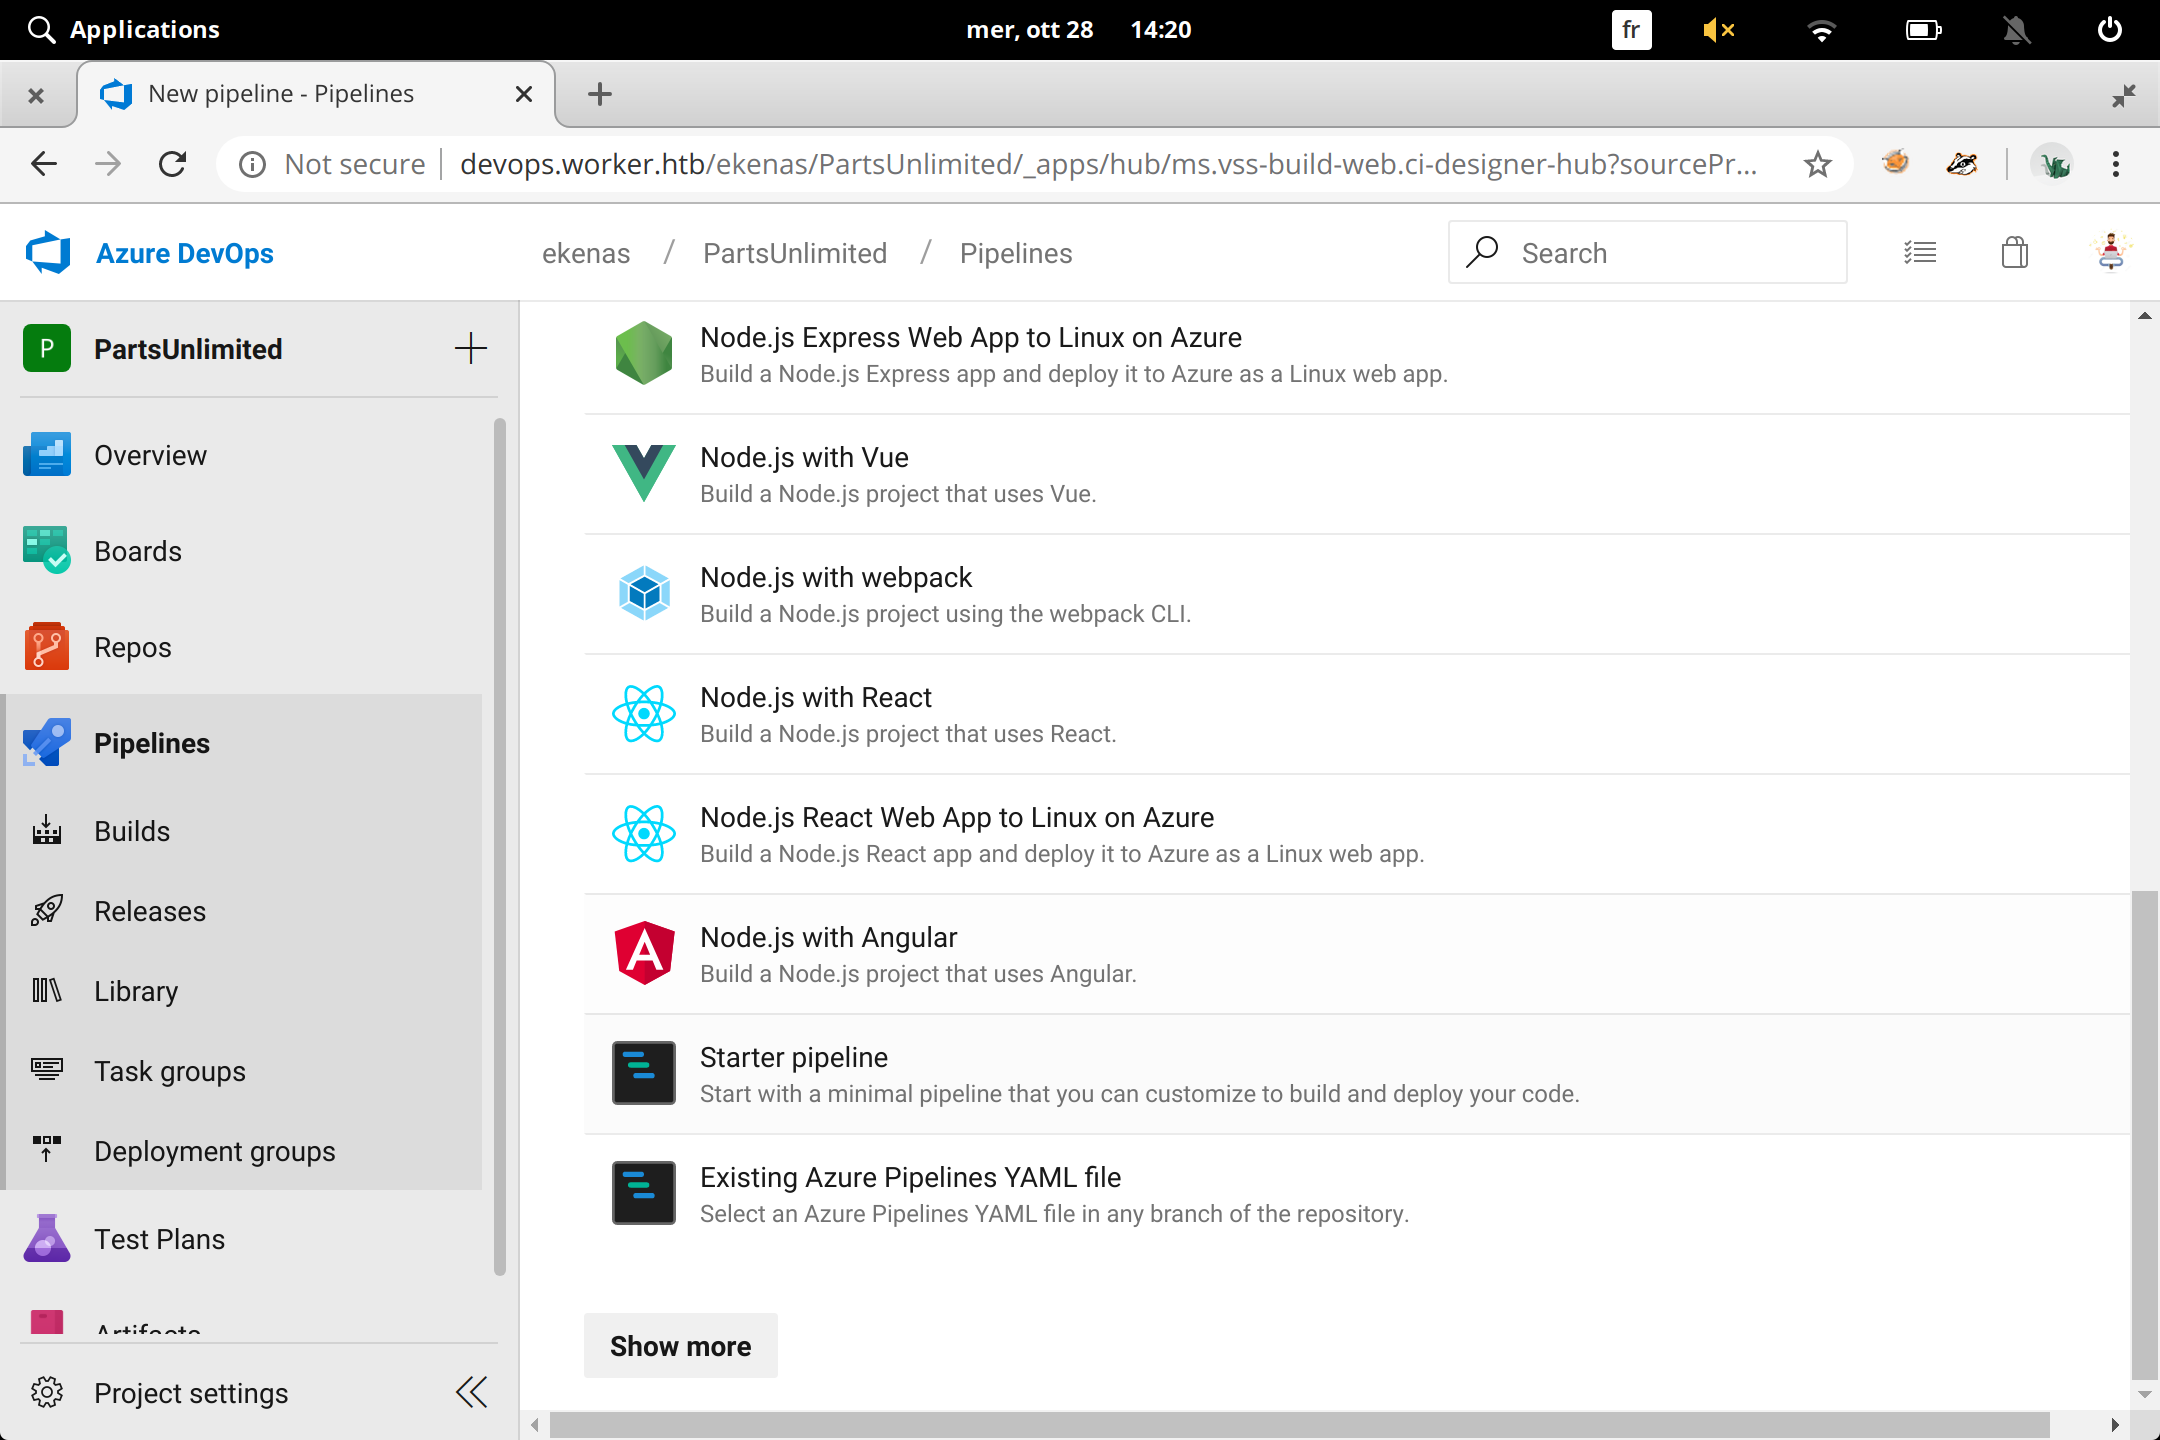 Applications
mer, ott 28 14:20
fr
New pipeline - Pipelines
Not secure devops.worker.htb/ekenas/PartsUnlimited/_apps/hub/ms.vss-build-web.ci-designer-hub?sourcePr...
Azure DevOps
ekenas / PartsUnlimited / Pipelines
Search
P PartsUnlimited
Overview
Boards
Repos
Pipelines
Builds
Releases
Library
Task groups
Deployment groups
Test Plans
Artifacts
Project settings
Node.js Express Web App to Linux on Azure
Build a Node.js Express app and deploy it to Azure as a Linux web app.
Node.js with Vue
Build a Node.js project that uses Vue.
Node.js with webpack
Build a Node.js project using the webpack CLI.
Node.js with React
Build a Node.js project that uses React.
Node.js React Web App to Linux on Azure
Build a Node.js React app and deploy it to Azure as a Linux web app.
Node.js with Angular
Build a Node.js project that uses Angular.
Starter pipeline
Start with a minimal pipeline that you can customize to build and deploy your code.
Existing Azure Pipelines YAML file
Select an Azure Pipelines YAML file in any branch of the repository.
Show more